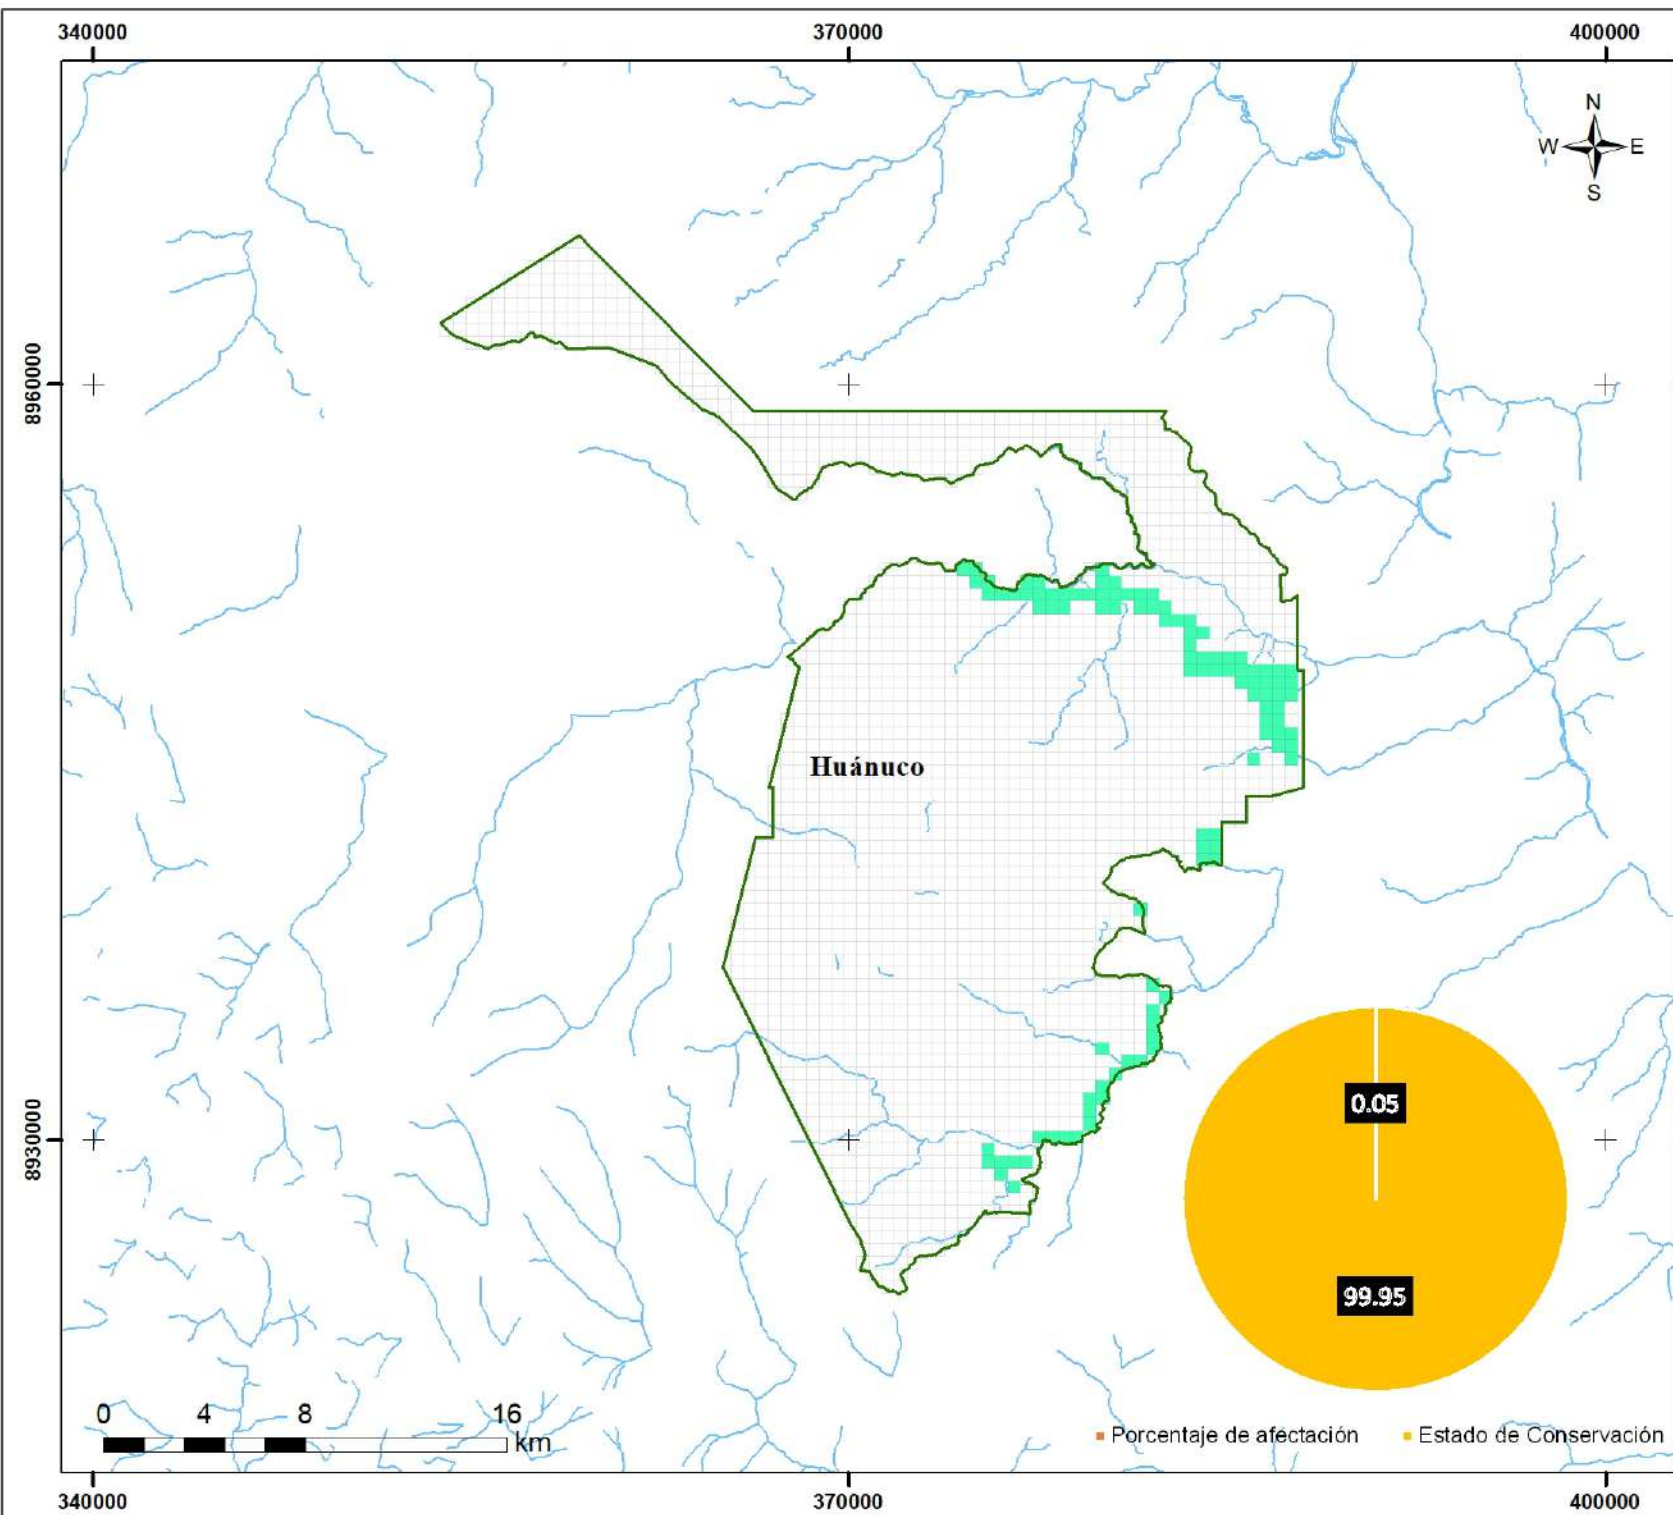 340000 370000 400000
N
W E
S
8960000
Huánuco
0.05
8930000
99.95
0 4 8 16
km
Porcentaje de afectación Estado de Conservación
340000 370000 400000